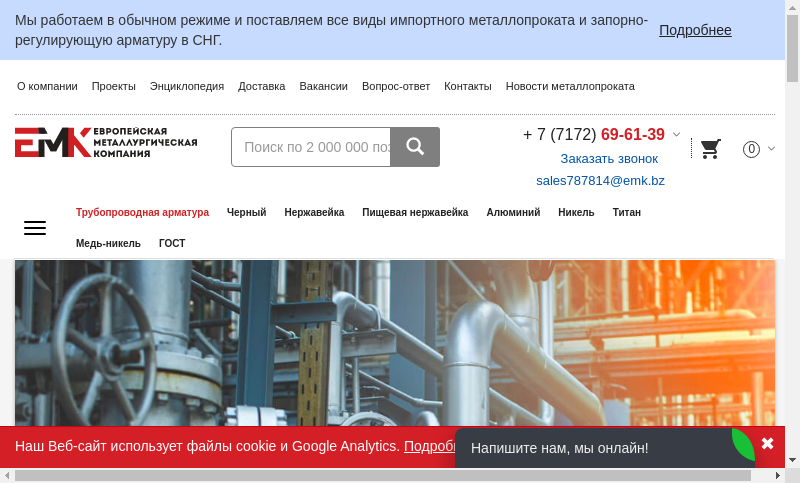 Мы работаем в обычном режиме и поставляем все виды импортного металлопроката и запорно-
регулирующую арматуру в СНГ.
Подробнее
О компании Проекты Энциклопедия Доставка Вакансии Вопрос-ответ Контакты Новости металлопроката
ЕМК ЕВРОПЕЙСКАЯ
МЕТАЛЛУРГИЧЕСКАЯ
КОМПАНИЯ
Поиск по 2 000 000 поз
+ 7 (7172) 69-61-39
Заказать звонок
sales787814@emk.bz
0
Трубопроводная арматура Черный Нержавейка Пищевая нержавейка Алюминий Никель Титан
Медь-никель ГОСТ
Наш Веб-сайт использует файлы cookie и Google Analytics.
Напишите нам, мы онлайн!